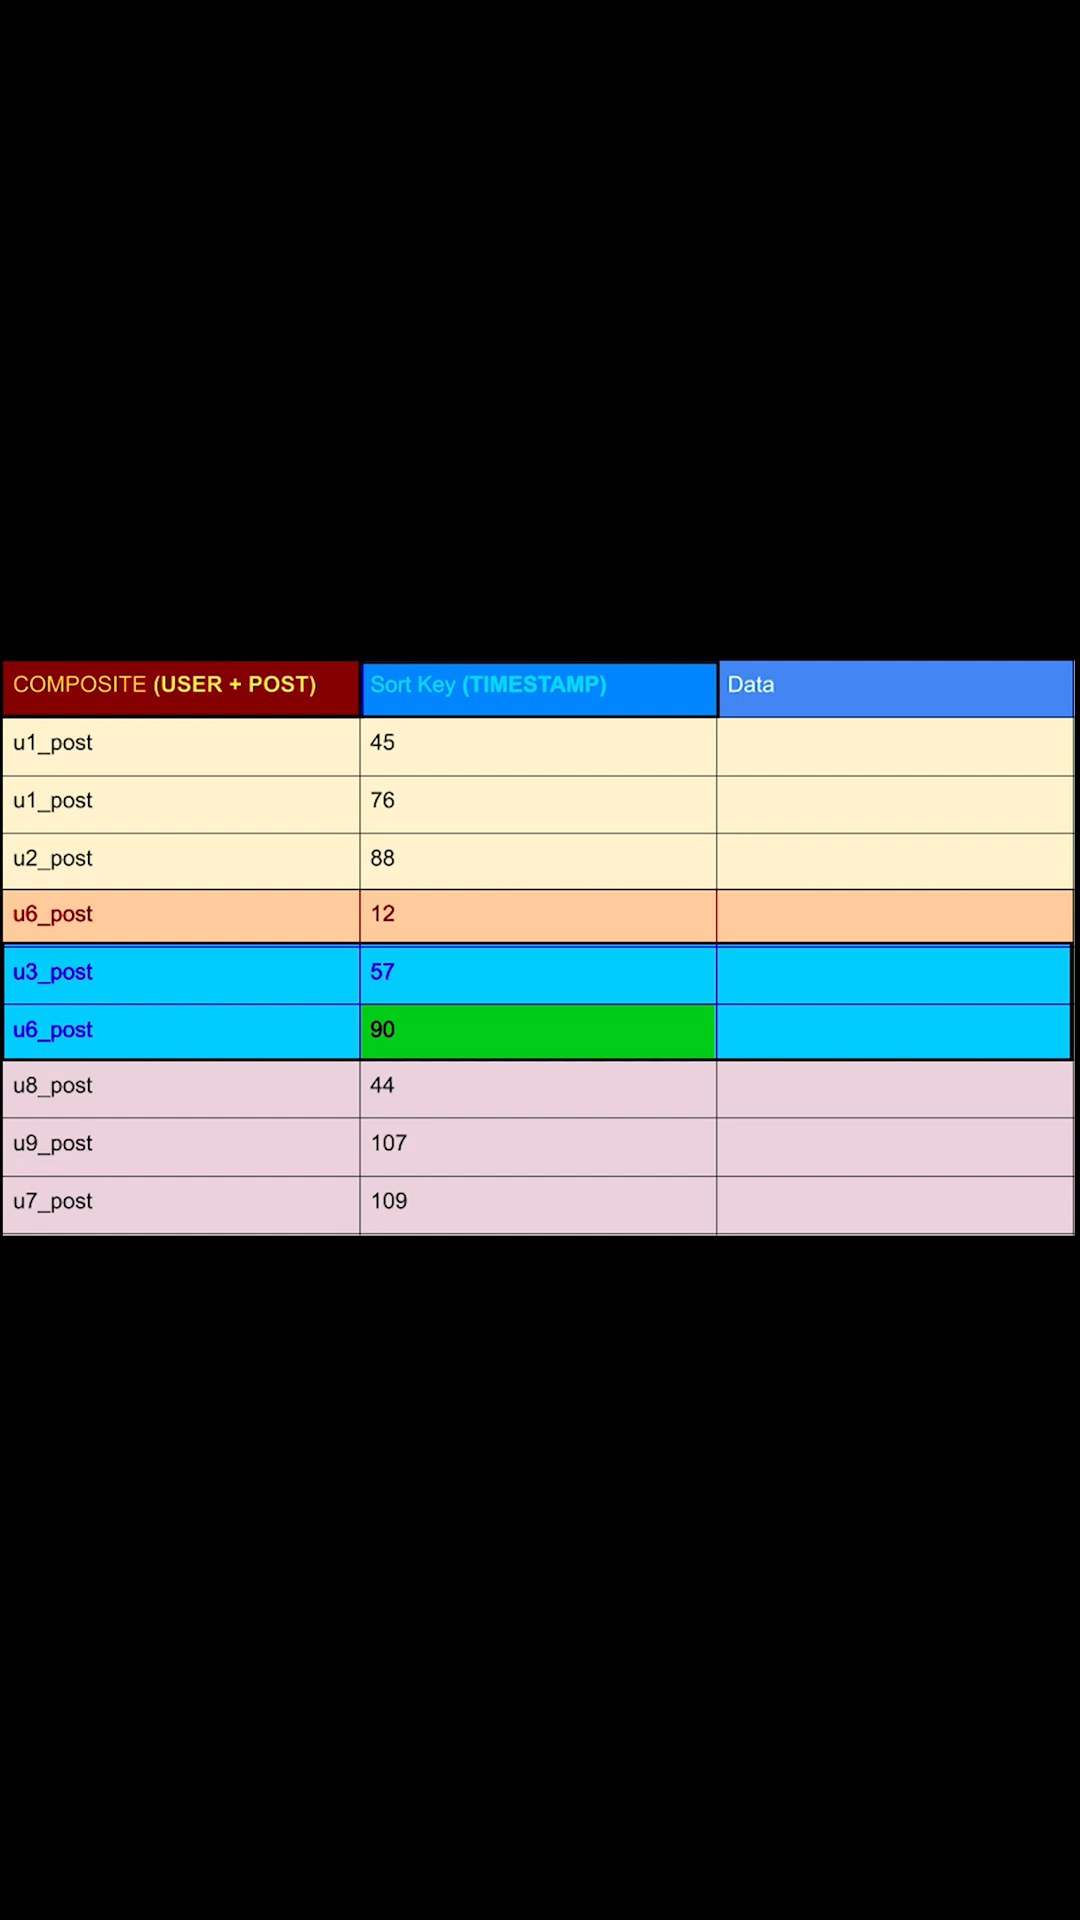 COMPOSITE (USER + POST) Sort Key (TIMESTAMP) Data
u1_post 45
u1_post 76
u2_post 88
u6_post 12
u3_post 57
u6_post 90
u8_post 44
u9_post 107
u7_post 109